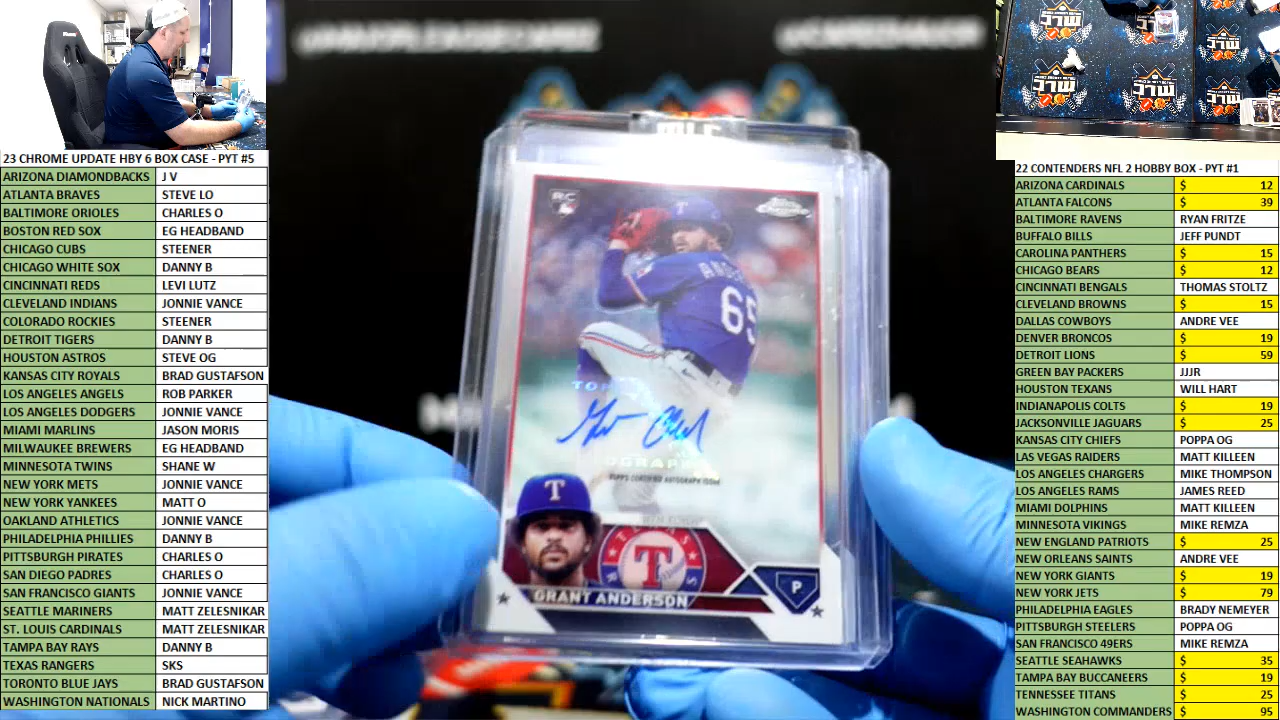 23 CHROME UPDATE HBY 6 BOX CASE - PYT #5
ARIZONA DIAMONDBACKS J V
ATLANTA BRAVES STEVE LO
BALTIMORE ORIOLES CHARLES O
BOSTON RED SOX EG HEADBAND
CHICAGO CUBS STEENER
CHICAGO WHITE SOX DANNY B
CINCINNATI REDS LEVI LUTZ
CLEVELAND INDIANS JONNIE VANCE
COLORADO ROCKIES STEENER
DETROIT TIGERS DANNY B
HOUSTON ASTROS STEVE OG
KANSAS CITY ROYALS BRAD GUSTAFSON
LOS ANGELES ANGELS ROB PARKER
LOS ANGELES DODGERS JONNIE VANCE
MIAMI MARLINS JASON MORIS
MILWAUKEE BREWERS EG HEADBAND
MINNESOTA TWINS SHANE W
NEW YORK METS JONNIE VANCE
NEW YORK YANKEES MATT O
OAKLAND ATHLETICS JONNIE VANCE
PHILADELPHIA PHILLIES DANNY B
PITTSBURGH PIRATES CHARLES O
SAN DIEGO PADRES CHARLES O
SAN FRANCISCO GIANTS JONNIE VANCE
SEATTLE MARINERS MATT ZELESNIKAR
ST. LOUIS CARDINALS MATT ZELESNIKAR
TAMPA BAY RAYS DANNY B
TEXAS RANGERS SKS
TORONTO BLUE JAYS BRAD GUSTAFSON
WASHINGTON NATIONALS NICK MARTINO
RC
Topps Chrome
T
65
TOPPS CERTIFIED AUTOGRAPH ISSUE
T
T
P
GRANT ANDERSON
22 CONTENDERS NFL 2 HOBBY BOX - PYT #1
ARIZONA CARDINALS $ 12
ATLANTA FALCONS $ 39
BALTIMORE RAVENS RYAN FRITZE
BUFFALO BILLS JEFF PUNDT
CAROLINA PANTHERS $ 15
CHICAGO BEARS $ 12
CINCINNATI BENGALS THOMAS STOLTZ
CLEVELAND BROWNS $ 15
DALLAS COWBOYS ANDRE VEE
DENVER BRONCOS $ 19
DETROIT LIONS $ 59
GREEN BAY PACKERS JJJR
HOUSTON TEXANS WILL HART
INDIANAPOLIS COLTS $ 19
JACKSONVILLE JAGUARS $ 25
KANSAS CITY CHIEFS POPPA OG
LAS VEGAS RAIDERS MATT KILLEEN
LOS ANGELES CHARGERS MIKE THOMPSON
LOS ANGELES RAMS JAMES REED
MIAMI DOLPHINS MATT KILLEEN
MINNESOTA VIKINGS MIKE REMZA
NEW ENGLAND PATRIOTS $ 25
NEW ORLEANS SAINTS ANDRE VEE
NEW YORK GIANTS $ 19
NEW YORK JETS $ 79
PHILADELPHIA EAGLES BRADY NEMEYER
PITTSBURGH STEELERS POPPA OG
SAN FRANCISCO 49ERS MIKE REMZA
SEATTLE SEAHAWKS $ 35
TAMPA BAY BUCCANEERS $ 19
TENNESSEE TITANS $ 25
WASHINGTON COMMANDERS $ 95